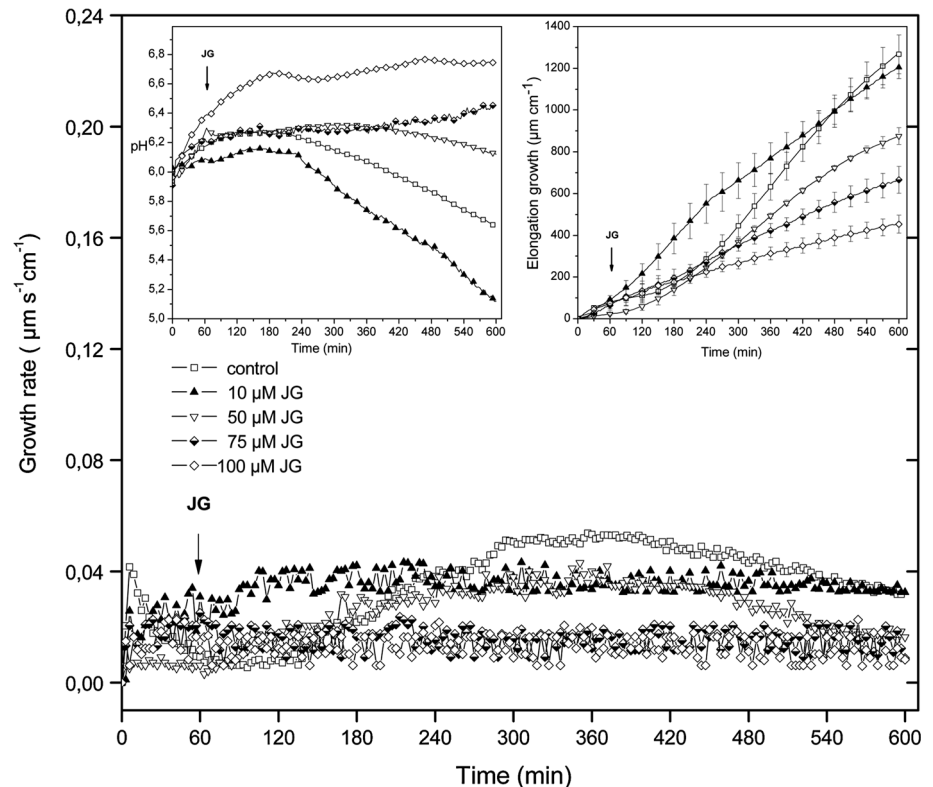 0,24
0,20
0,16
0,12
0,08
0,04
0,00
Growth rate ( µm s⁻¹cm⁻¹)
0 60 120 180 240 300 360 420 480 540 600
Time (min)
JG
6,8
6,6
6,4
6,2
6,0
5,8
5,6
5,4
5,2
5,0
pH
JG
0 60 120 180 240 300 360 420 480 540 600
Time (min)
1400
1200
1000
800
600
400
200
0
Elongation growth (µm cm⁻¹)
JG
0 60 120 180 240 300 360 420 480 540 600
Time (min)
control
10 µM JG
50 µM JG
75 µM JG
100 µM JG